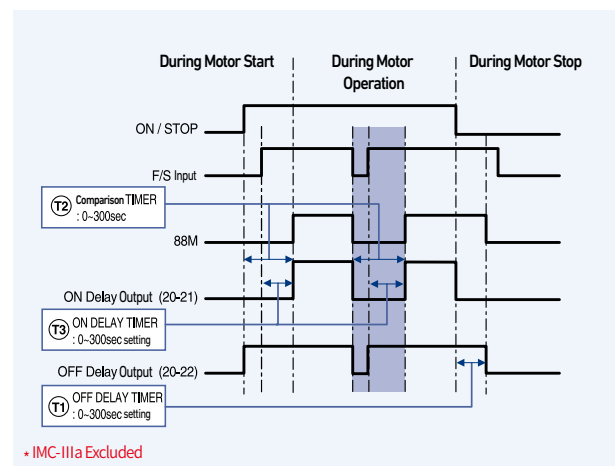 During Motor Start
During Motor
Operation
During Motor Stop
ON / STOP
F/S Input
T2 Comparison TIMER
: 0~300sec
88M
ON Delay Output (20-21)
T3 ON DELAY TIMER
: 0~300sec setting
OFF Delay Output (20-22)
T1 OFF DELAY TIMER
: 0~300sec setting
* IMC-IIIa Excluded